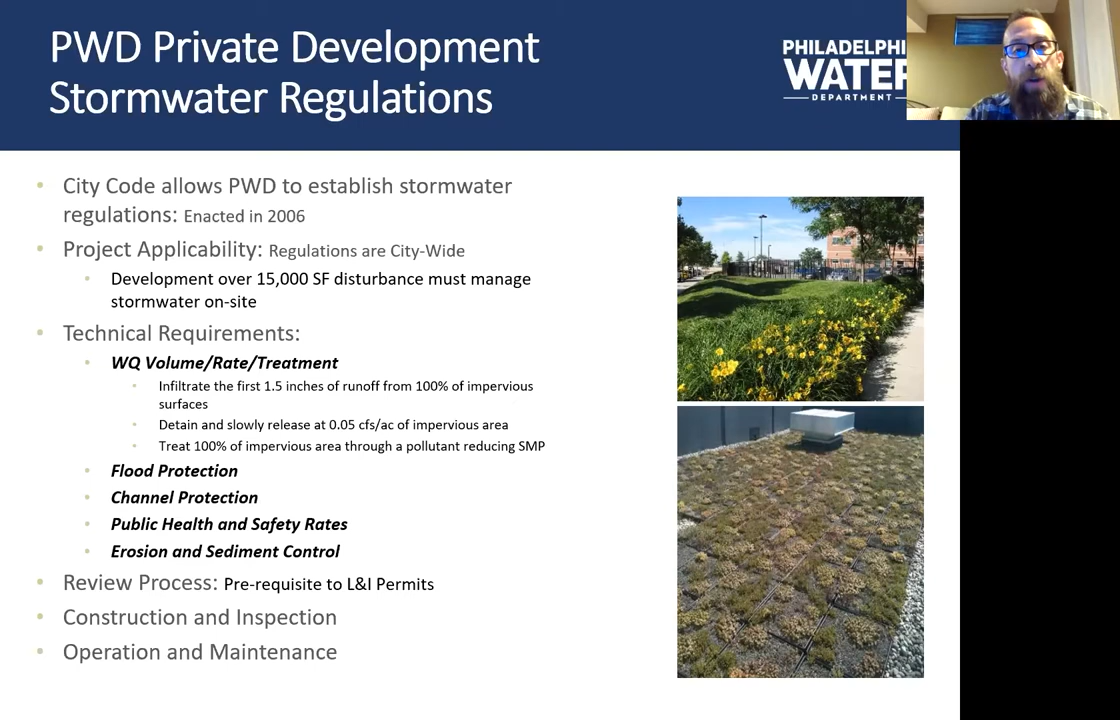 PWD Private Development
Stormwater Regulations
PHILADELPHI
WATER
DEPARTMENT
• City Code allows PWD to establish stormwater
regulations: Enacted in 2006
• Project Applicability: Regulations are City-Wide
• Development over 15,000 SF disturbance must manage
stormwater on-site
• Technical Requirements:
• WQ Volume/Rate/Treatment
• Infiltrate the first 1.5 inches of runoff from 100% of impervious
surfaces
• Detain and slowly release at 0.05 cfs/ac of impervious area
• Treat 100% of impervious area through a pollutant reducing SMP
• Flood Protection
• Channel Protection
• Public Health and Safety Rates
• Erosion and Sediment Control
• Review Process: Pre-requisite to L&I Permits
• Construction and Inspection
• Operation and Maintenance